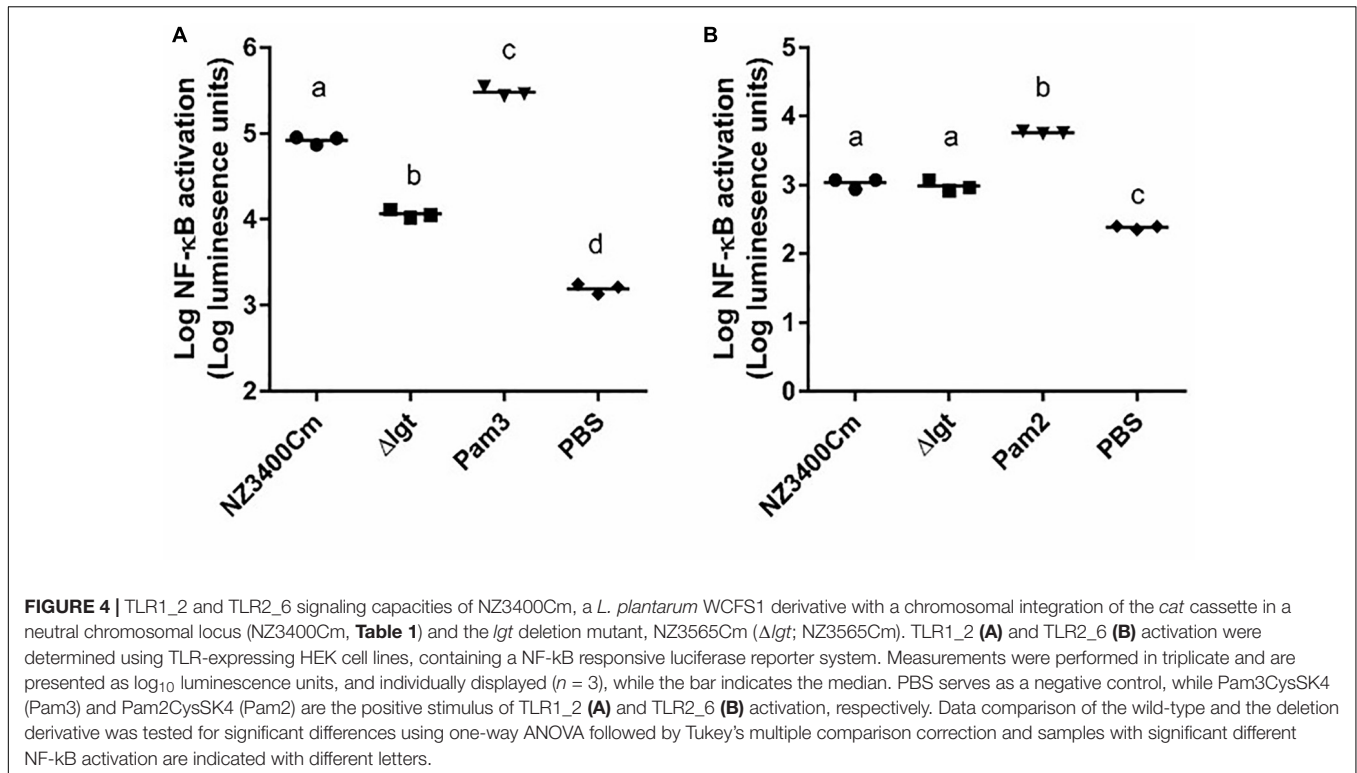 A
Log NF-κB activation
(Log luminesence units)
6
5
4
3
2
a
b
c
d
NZ3400Cm
Δlgt
Pam3
PBS
B
Log NF-κB activation
(Log luminesence units)
5
4
3
2
1
0
a
a
b
c
NZ3400Cm
Δlgt
Pam2
PBS
FIGURE 4 | TLR1_2 and TLR2_6 signaling capacities of NZ3400Cm, a L. plantarum WCFS1 derivative with a chromosomal integration of the cat cassette in a
neutral chromosomal locus (NZ3400Cm, Table 1) and the lgt deletion mutant, NZ3565Cm (Δlgt; NZ3565Cm). TLR1_2 (A) and TLR2_6 (B) activation were
determined using TLR-expressing HEK cell lines, containing a NF-kB responsive luciferase reporter system. Measurements were performed in triplicate and are
presented as log10 luminescence units, and individually displayed (n = 3), while the bar indicates the median. PBS serves as a negative control, while Pam3CysSK4
(Pam3) and Pam2CysSK4 (Pam2) are the positive stimulus of TLR1_2 (A) and TLR2_6 (B) activation, respectively. Data comparison of the wild-type and the deletion
derivative was tested for significant differences using one-way ANOVA followed by Tukey's multiple comparison correction and samples with significant different
NF-kB activation are indicated with different letters.